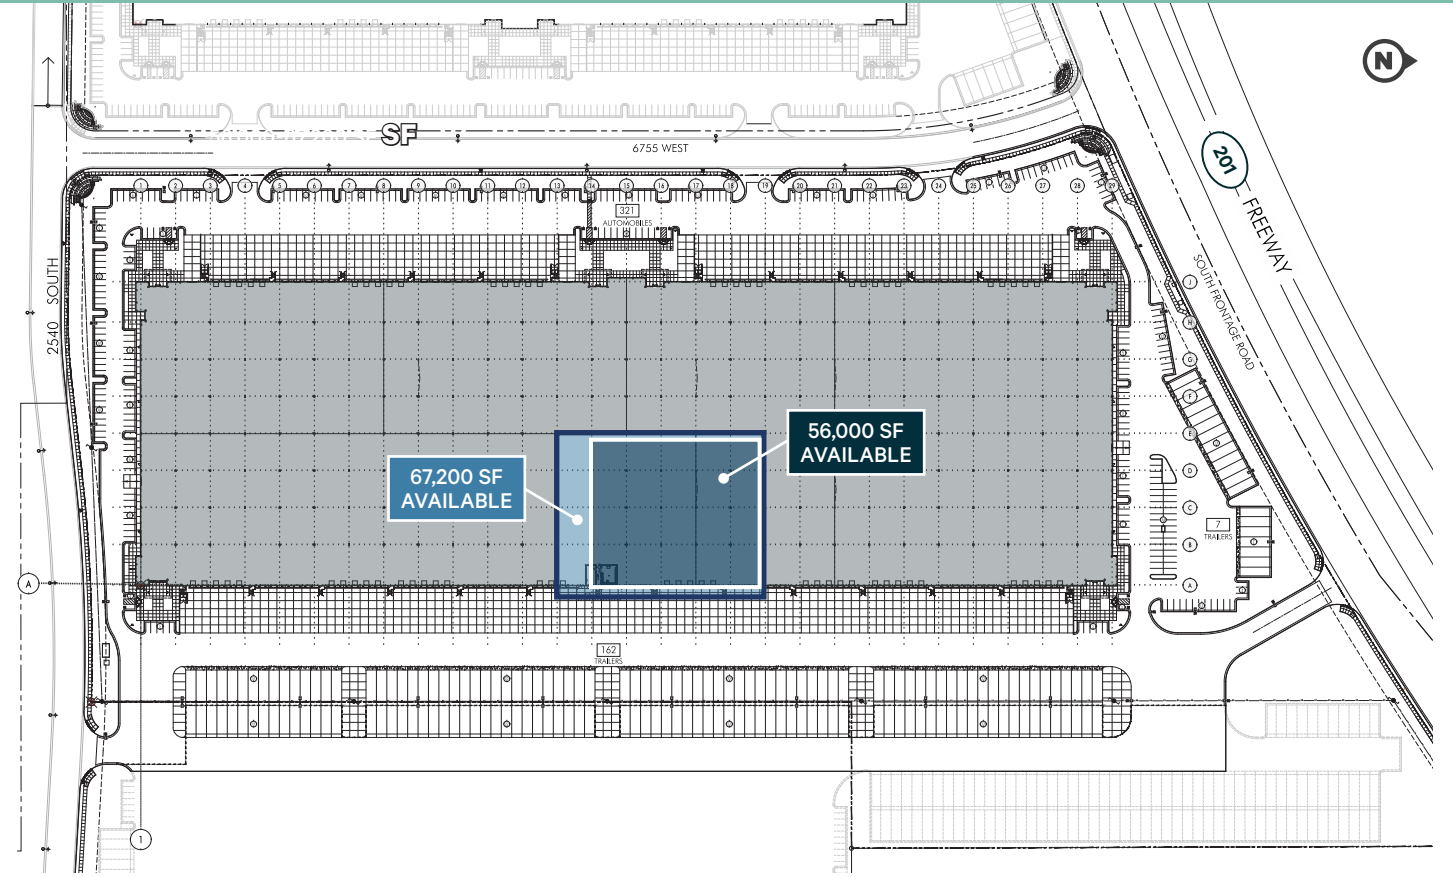 N
SF
6755 WEST
201
FREEWAY
SOUTH FRONTAGE ROAD
2540 SOUTH
1 2 3 4 5 6 7 8 9 10 11 12 13 14 15 16 17 18 19 20 21 22 23 24 25 26 27 28 29
321
AUTOMOBILES
J
H
G
F
E
D
C
B
A
56,000 SF
AVAILABLE
67,200 SF
AVAILABLE
7
TRAILERS
A
162
TRAILERS
1